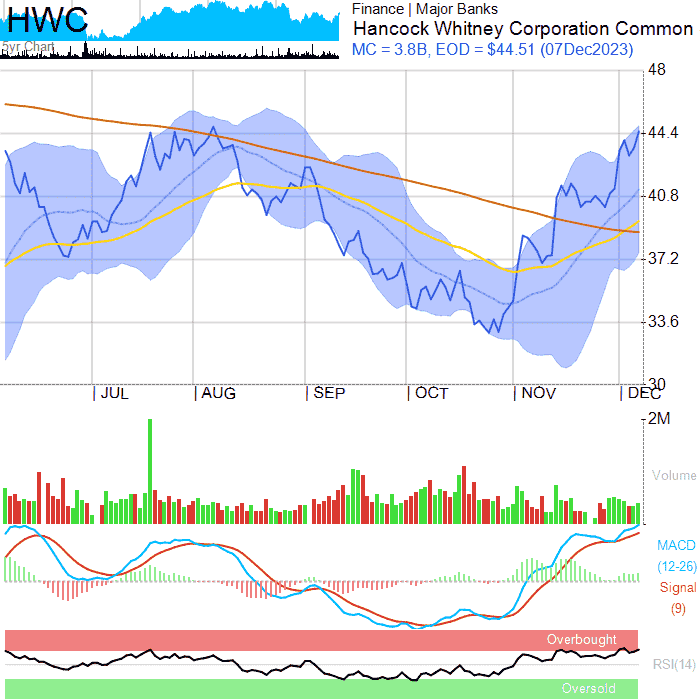 HWC
5yr Chart
Finance | Major Banks
Hancock Whitney Corporation Common
MC = 3.8B, EOD = $44.51 (07Dec2023)
48
44.4
40.8
37.2
33.6
30
JUL AUG SEP OCT NOV DEC
2M
Volume
MACD
(12-26)
Signal
(9)
Overbought
RSI(14)
Oversold